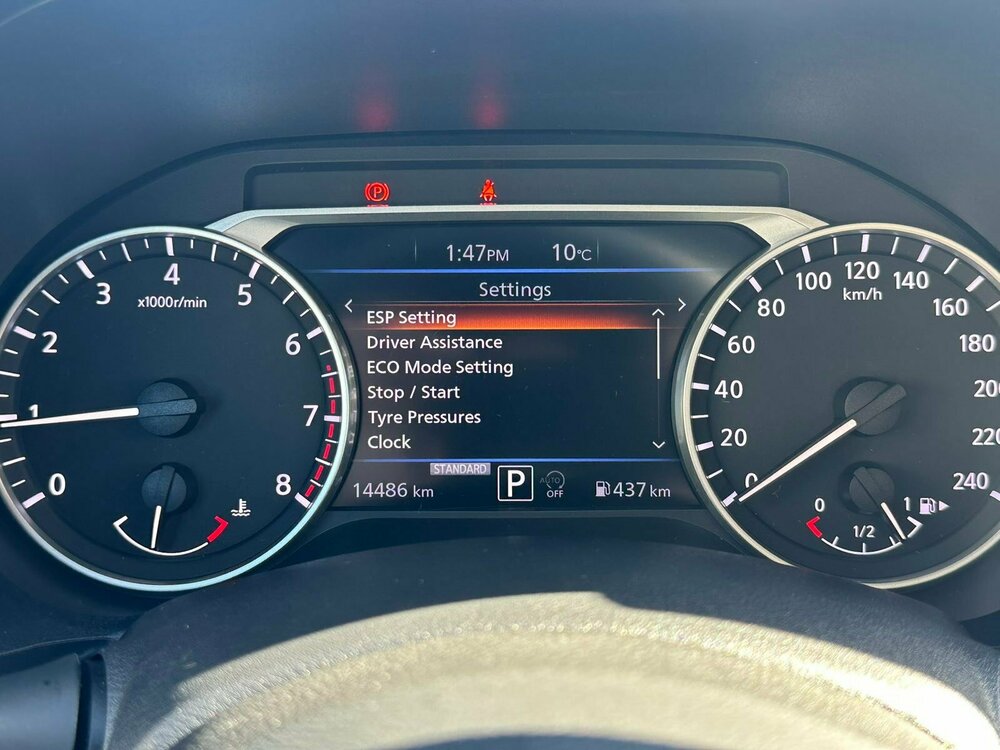 P
1:47PM 10°C
Settings
ESP Setting
Driver Assistance
ECO Mode Setting
Stop / Start
Tyre Pressures
Clock
STANDARD
14486 km
P
AUTO
OFF
437 km
0
1
2
3
4
5
6
7
8
x1000r/min
0
20
40
60
80
100
120
140
160
180
200
220
240
km/h
0
1/2
1